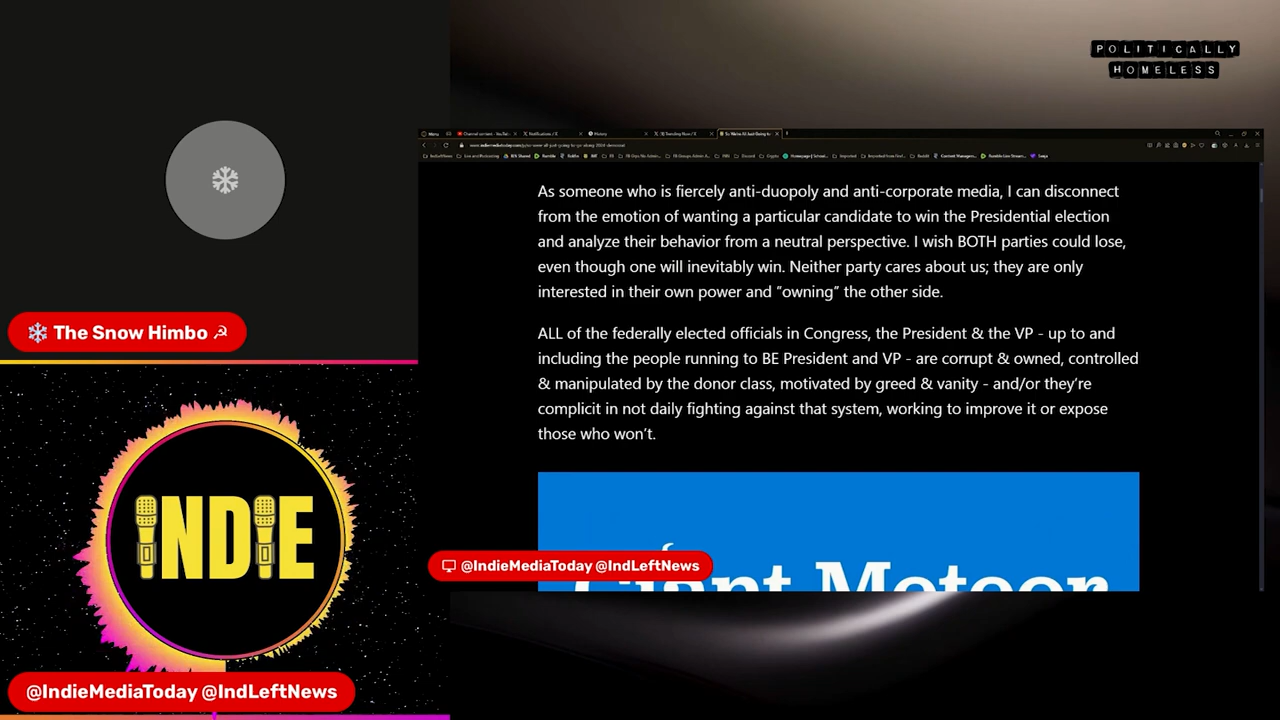 POLITICALLY
HOMELESS
As someone who is fiercely anti-duopoly and anti-corporate media, I can disconnect
from the emotion of wanting a particular candidate to win the Presidential election
and analyze their behavior from a neutral perspective. I wish BOTH parties could lose,
even though one will inevitably win. Neither party cares about us; they are only
interested in their own power and “owning” the other side.
ALL of the federally elected officials in Congress, the President & the VP - up to and
including the people running to BE President and VP - are corrupt & owned, controlled
& manipulated by the donor class, motivated by greed & vanity - and/or they’re
complicit in not daily fighting against that system, working to improve it or expose
those who won’t.
Giant Meteor
@IndieMediaToday @IndLeftNews
The Snow Himbo
INDIE
@IndieMediaToday @IndLeftNews